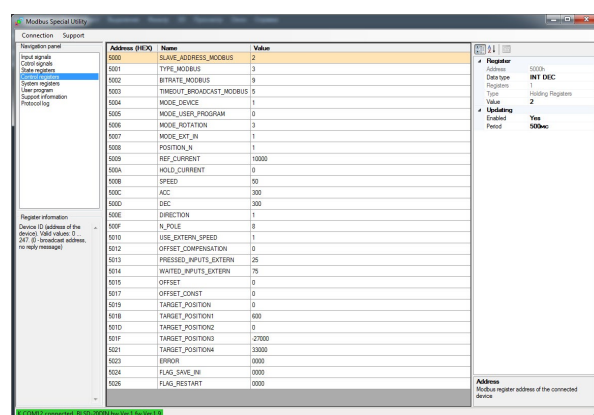 Modbus Special Utility
Connection Support
Navigation panel
Input signals
Cotrol signals
State registers
Control registers
System registers
User program
Support information
Protocol log
Register information
Device ID (address of the
device). Valid values: 0 ...
247. (0 - broadcast address,
no reply message)
Address (HEX) Name Value
5000 SLAVE_ADDRESS_MODBUS 2
5001 TYPE_MODBUS 3
5002 BITRATE_MODBUS 9
5003 TIMEOUT_BROADCAST_MODBUS 5
5004 MODE_DEVICE 1
5005 MODE_USER_PROGRAM 0
5006 MODE_ROTATION 3
5007 MODE_EXT_IN 1
5008 POSITION_N 1
5009 REF_CURRENT 10000
500A HOLD_CURRENT 0
500B SPEED 50
500C ACC 300
500D DEC 300
500E DIRECTION 1
500F N_POLE 8
5010 USE_EXTERN_SPEED 1
5012 OFFSET_COMPENSATION 0
5013 PRESSED_INPUTS_EXTERN 25
5014 WAITED_INPUTS_EXTERN 75
5015 OFFSET 0
5017 OFFSET_CONST 0
5019 TARGET_POSITION 0
501B TARGET_POSITION1 600
501D TARGET_POSITION2 0
501F TARGET_POSITION3 -27000
5021 TARGET_POSITION4 33000
5023 ERROR 0000
5024 FLAG_SAVE_INI 0000
5026 FLAG_RESTART 0000
Register
Address 5000h
Data type INT DEC
Registers 1
Type Holding Registers
Value 2
Updating
Enabled Yes
Period 500мс
Address
Modbus register address of the connected
device
COM12 connected.